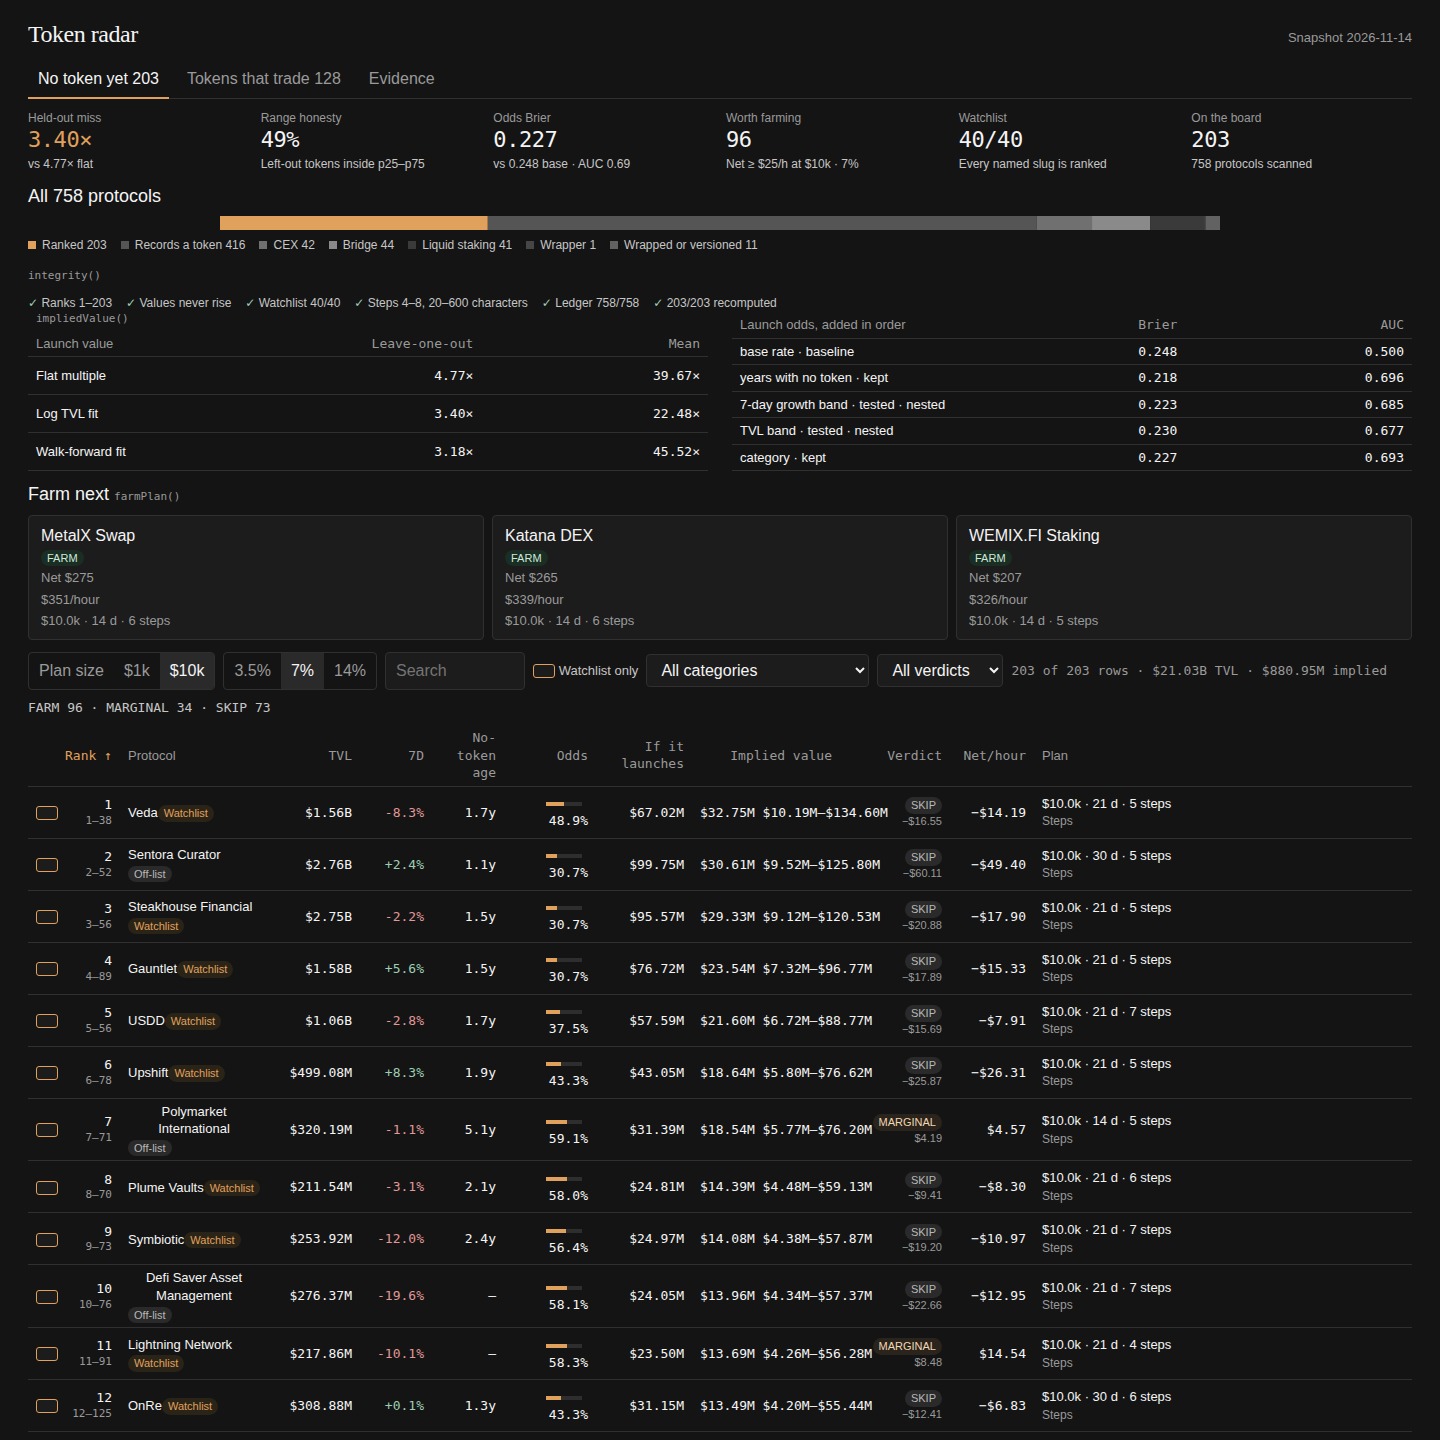 Token radar
Snapshot 2026-11-14
No token yet 203 Tokens that trade 128 Evidence
Held-out miss Range honesty Odds Brier Worth farming Watchlist On the board
3.40× 49% 0.227 96 40/40 203
vs 4.77× flat Left-out tokens inside p25–p75 vs 0.248 base · AUC 0.69 Net ≥ $25/h at $10k · 7% Every named slug is ranked 758 protocols scanned
All 758 protocols
Ranked 203 Records a token 416 CEX 42 Bridge 44 Liquid staking 41 Wrapper 1 Wrapped or versioned 11
integrity()
✓ Ranks 1–203 ✓ Values never rise ✓ Watchlist 40/40 ✓ Steps 4–8, 20–600 characters ✓ Ledger 758/758 ✓ 203/203 recomputed
impliedValue()
Launch value Leave-one-out Mean
Flat multiple 4.77× 39.67×
Log TVL fit 3.40× 22.48×
Walk-forward fit 3.18× 45.52×
Launch odds, added in order Brier AUC
base rate · baseline 0.248 0.500
years with no token · kept 0.218 0.696
7-day growth band · tested · nested 0.223 0.685
TVL band · tested · nested 0.230 0.677
category · kept 0.227 0.693
Farm next farmPlan()
MetalX Swap
FARM
Net $275
$351/hour
$10.0k · 14 d · 6 steps
Katana DEX
FARM
Net $265
$339/hour
$10.0k · 14 d · 6 steps
WEMIX.FI Staking
FARM
Net $207
$326/hour
$10.0k · 14 d · 5 steps
Plan size $1k $10k 3.5% 7% 14% Search Watchlist only All categories All verdicts 203 of 203 rows · $21.03B TVL · $880.95M implied
FARM 96 · MARGINAL 34 · SKIP 73
Rank ↑ Protocol TVL 7D No-token age Odds If it launches Implied value Verdict Net/hour Plan
1 Veda Watchlist $1.56B -8.3% 1.7y 48.9% $67.02M $32.75M $10.19M–$134.60M SKIP −$14.19 $10.0k · 21 d · 5 steps
1–38 −$16.55 Steps
2 Sentora Curator Off-list $2.76B +2.4% 1.1y 30.7% $99.75M $30.61M $9.52M–$125.80M SKIP −$49.40 $10.0k · 30 d · 5 steps
2–52 −$60.11 Steps
3 Steakhouse Financial Watchlist $2.75B -2.2% 1.5y 30.7% $95.57M $29.33M $9.12M–$120.53M SKIP −$17.90 $10.0k · 21 d · 5 steps
3–56 −$20.88 Steps
4 Gauntlet Watchlist $1.58B +5.6% 1.5y 30.7% $76.72M $23.54M $7.32M–$96.77M SKIP −$15.33 $10.0k · 21 d · 5 steps
4–89 −$17.89 Steps
5 USDD Watchlist $1.06B -2.8% 1.7y 37.5% $57.59M $21.60M $6.72M–$88.77M SKIP −$7.91 $10.0k · 21 d · 7 steps
5–56 −$15.69 Steps
6 Upshift Watchlist $499.08M +8.3% 1.9y 43.3% $43.05M $18.64M $5.80M–$76.62M SKIP −$26.31 $10.0k · 21 d · 5 steps
6–78 −$25.87 Steps
7 Polymarket International Off-list $320.19M -1.1% 5.1y 59.1% $31.39M $18.54M $5.77M–$76.20M MARGINAL $4.57 $10.0k · 14 d · 5 steps
7–71 $4.19 Steps
8 Plume Vaults Watchlist $211.54M -3.1% 2.1y 58.0% $24.81M $14.39M $4.48M–$59.13M SKIP −$8.30 $10.0k · 21 d · 6 steps
8–70 −$9.41 Steps
9 Symbiotic Watchlist $253.92M -12.0% 2.4y 56.4% $24.97M $14.08M $4.38M–$57.87M SKIP −$10.97 $10.0k · 21 d · 7 steps
9–73 −$19.20 Steps
10 Defi Saver Asset Management Off-list $276.37M -19.6% — 58.1% $24.05M $13.96M $4.34M–$57.37M SKIP −$12.95 $10.0k · 21 d · 7 steps
10–76 −$22.66 Steps
11 Lightning Network Watchlist $217.86M -10.1% — 58.3% $23.50M $13.69M $4.26M–$56.28M MARGINAL $14.54 $10.0k · 21 d · 4 steps
11–91 $8.48 Steps
12 OnRe Watchlist $308.88M +0.1% 1.3y 43.3% $31.15M $13.49M $4.20M–$55.44M SKIP −$6.83 $10.0k · 30 d · 6 steps
12–125 −$12.41 Steps